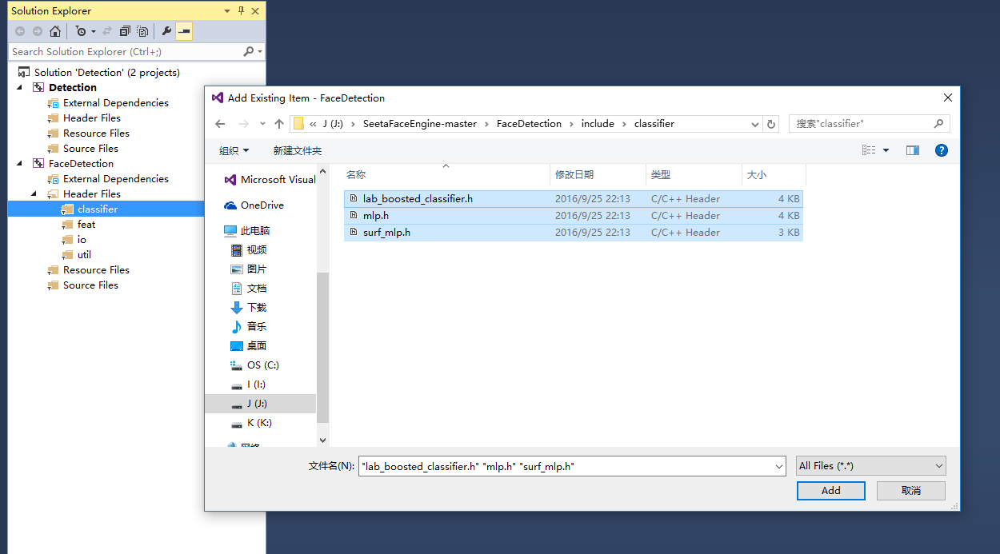 Solution Explorer
Search Solution Explorer (Ctrl+;)
Solution 'Detection' (2 projects)
Detection
External Dependencies
Header Files
Resource Files
Source Files
FaceDetection
External Dependencies
Header Files
classifier
feat
io
util
Resource Files
Source Files
Add Existing Item - FaceDetection
« J (J:) › SeetaFaceEngine-master › FaceDetection › include › classifier
搜索"classifier"
组织 新建文件夹
Microsoft Visual
OneDrive
此电脑
视频
图片
文档
下载
音乐
桌面
OS (C:)
I (I:)
J (J:)
K (K:)
网络
名称 修改日期 类型 大小
lab_boosted_classifier.h 2016/9/25 22:13 C/C++ Header 4 KB
mlp.h 2016/9/25 22:13 C/C++ Header 4 KB
surf_mlp.h 2016/9/25 22:13 C/C++ Header 3 KB
文件名(N): "lab_boosted_classifier.h" "mlp.h" "surf_mlp.h"
All Files (*.*)
Add 取消